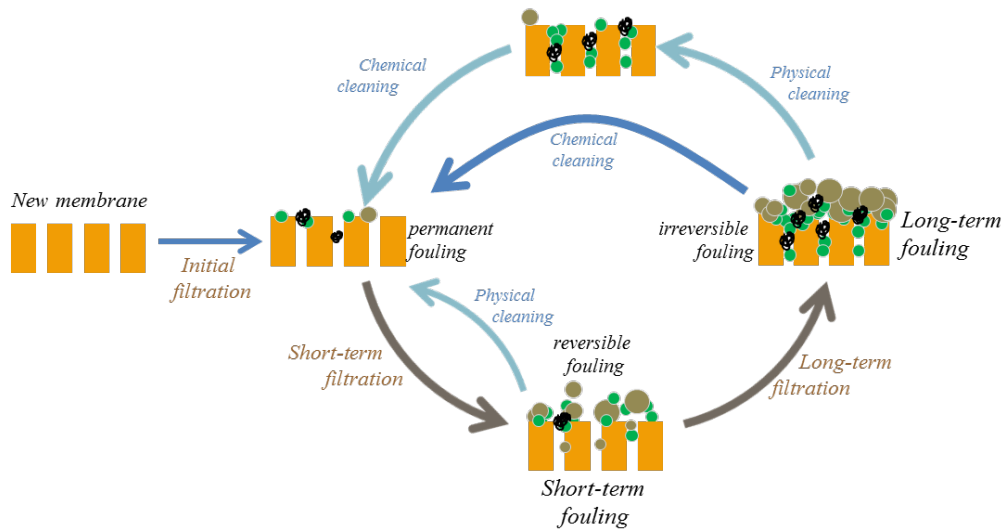 Chemical
cleaning
Physical
cleaning
Chemical
cleaning
New membrane
permanent
fouling
irreversible
fouling
Long-term
fouling
Initial
filtration
Physical
cleaning
Short-term
filtration
reversible
fouling
Long-term
filtration
Short-term
fouling